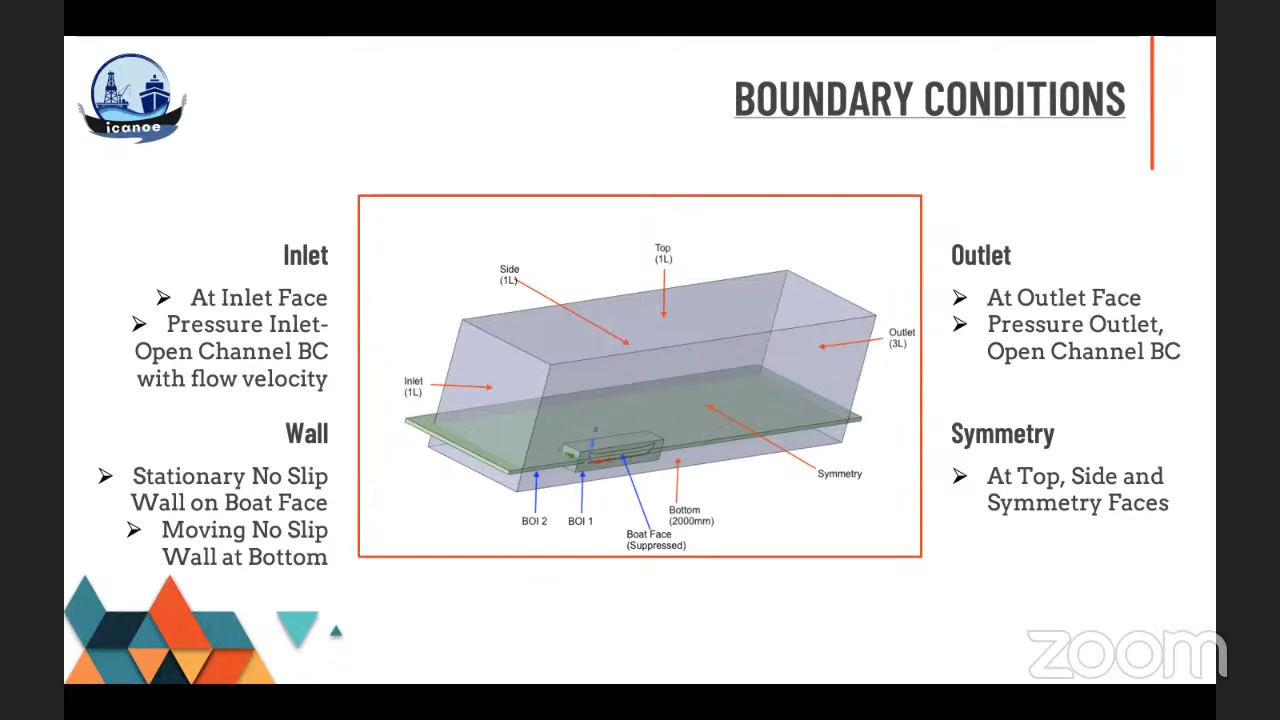 icanoe
BOUNDARY CONDITIONS
Inlet
➢ At Inlet Face
➢ Pressure Inlet-
Open Channel BC
with flow velocity
Wall
➢ Stationary No Slip
Wall on Boat Face
➢ Moving No Slip
Wall at Bottom
Top
(1L)
Side
(1L)
Outlet
(3L)
Inlet
(1L)
z
Symmetry
BOI 2
BOI 1
Bottom
(2000mm)
Boat Face
(Suppressed)
Outlet
➢ At Outlet Face
➢ Pressure Outlet,
Open Channel BC
Symmetry
➢ At Top, Side and
Symmetry Faces
zoom